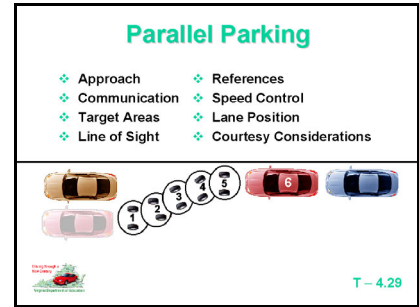 Parallel Parking
Approach
Communication
Target Areas
Line of Sight
References
Speed Control
Lane Position
Courtesy Considerations
1
2
3
4
5
6
T – 4.29